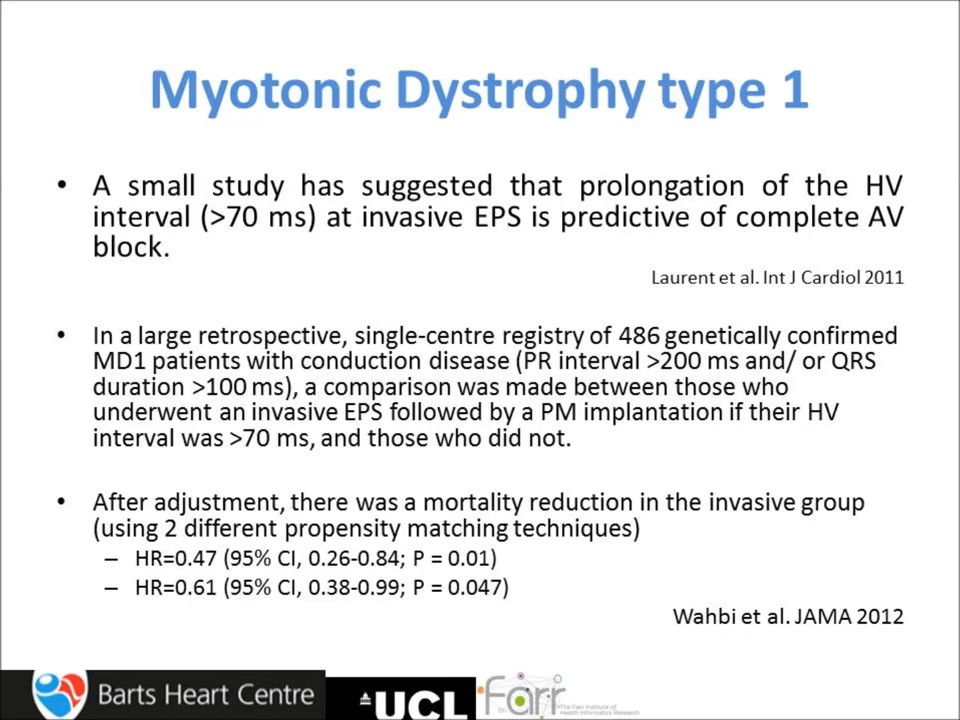 Myotonic Dystrophy type 1
• A small study has suggested that prolongation of the HV
interval (>70 ms) at invasive EPS is predictive of complete AV
block.
Laurent et al. Int J Cardiol 2011
• In a large retrospective, single-centre registry of 486 genetically confirmed
MD1 patients with conduction disease (PR interval >200 ms and/ or QRS
duration >100 ms), a comparison was made between those who
underwent an invasive EPS followed by a PM implantation if their HV
interval was >70 ms, and those who did not.
• After adjustment, there was a mortality reduction in the invasive group
(using 2 different propensity matching techniques)
– HR=0.47 (95% CI, 0.26-0.84; P = 0.01)
– HR=0.61 (95% CI, 0.38-0.99; P = 0.047)
Wahbi et al. JAMA 2012
Barts Heart Centre
UCL
Farr
The Farr Institute of
Health Informatics Research